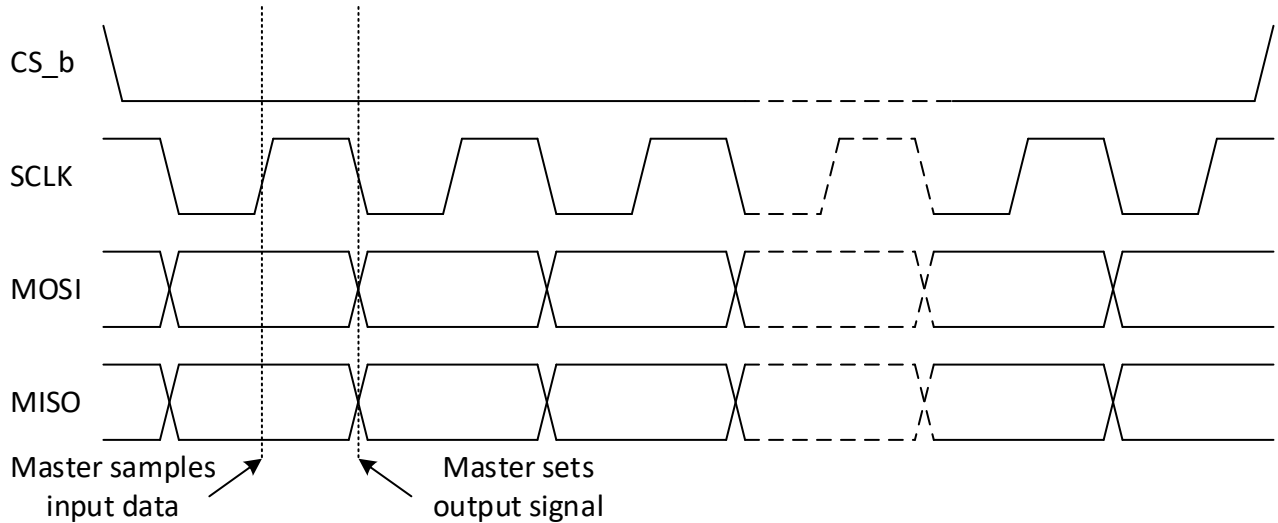 CS_b
SCLK
MOSI
MISO
Master samples
input data
Master sets
output signal